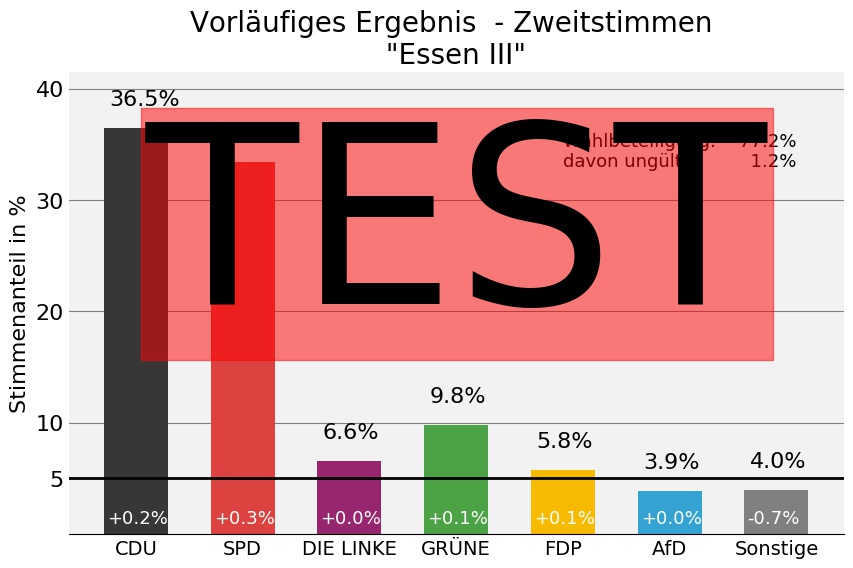 Vorläufiges Ergebnis - Zweitstimmen
"Essen III"
Stimmenanteil in %
40
30
20
10
5
TEST
77.2%
davon
1.2%
36.5%
6.6%
9.8%
5.8%
3.9%
4.0%
+0.2%
+0.3%
+0.0%
+0.1%
+0.1%
+0.0%
-0.7%
CDU
SPD
DIE LINKE
GRÜNE
FDP
AfD
Sonstige